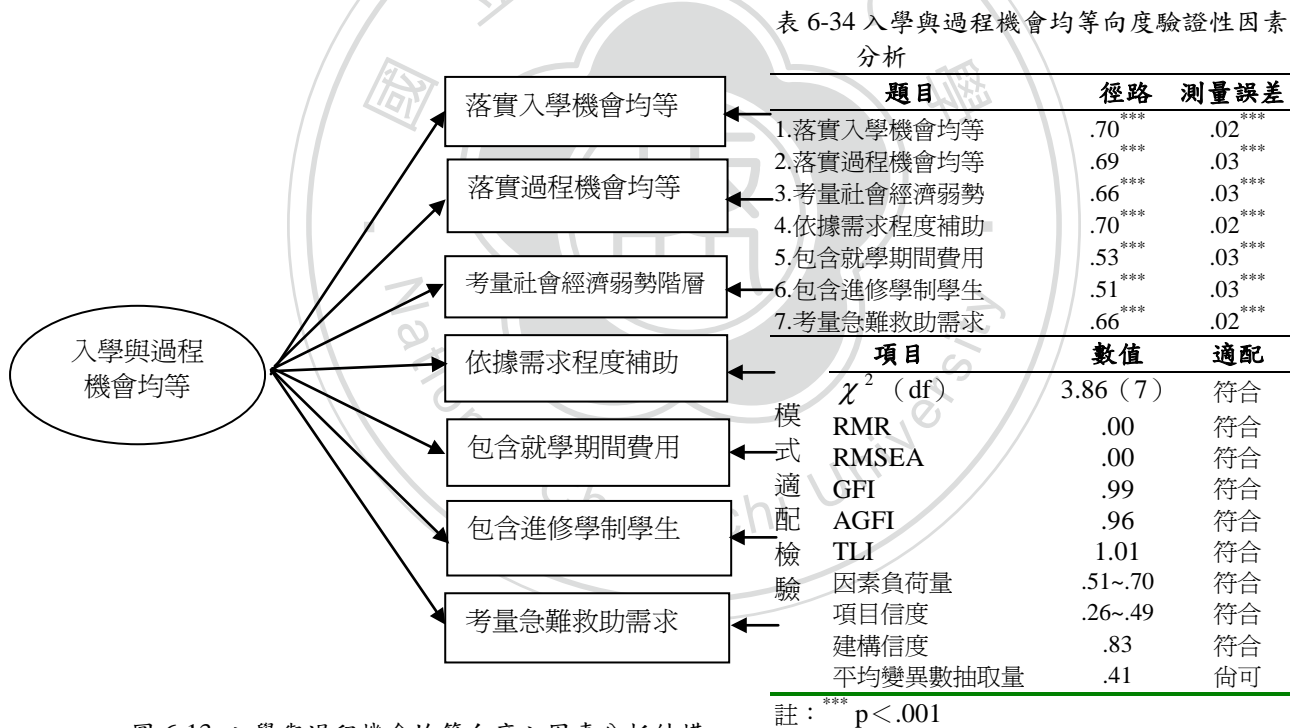 表 6-34 入學與過程機會均等向度驗證性因素
分析
落實入學機會均等
落實過程機會均等
考量社會經濟弱勢階層
依據需求程度補助
包含就學期間費用
包含進修學制學生
考量急難救助需求
入學與過程
機會均等
題目 徑路 測量誤差
1.落實入學機會均等 .70*** .02***
2.落實過程機會均等 .69*** .03***
3.考量社會經濟弱勢 .66*** .03***
4.依據需求程度補助 .70*** .02***
5.包含就學期間費用 .53*** .03***
6.包含進修學制學生 .51*** .03***
7.考量急難救助需求 .66*** .02***
項目 數值 適配
模式適配檢驗
χ² (df) 3.86(7) 符合
RMR .00 符合
RMSEA .00 符合
GFI .99 符合
AGFI .96 符合
TLI 1.01 符合
因素負荷量 .51~.70 符合
項目信度 .26~.49 符合
建構信度 .83 符合
平均變異數抽取量 .41 尚可
註:*** p<.001
National Chengchi University